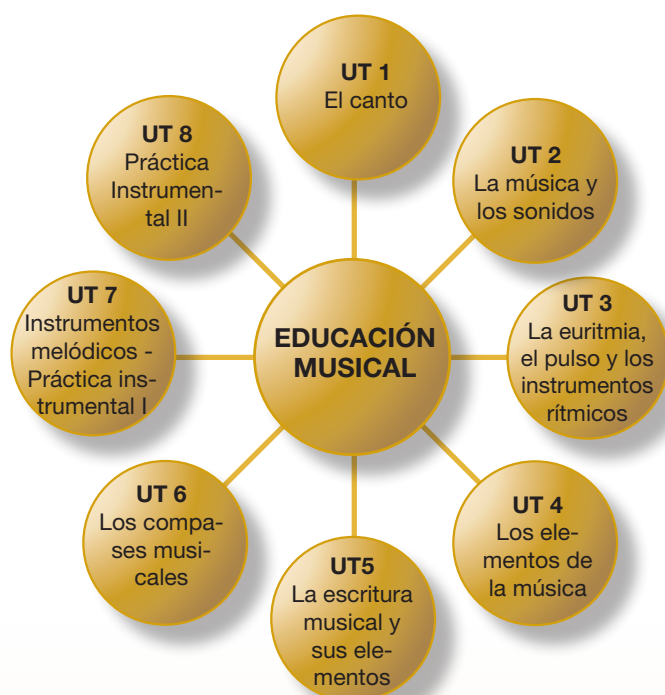 UT 1
El canto
UT 2
La música y
los sonidos
UT 3
La euritmia,
el pulso y los
instrumentos
rítmicos
UT 4
Los ele-
mentos de
la música
UT5
La escritura
musical y
sus ele-
mentos
UT 6
Los compa-
ses musi-
cales
UT 7
Instrumentos
melódicos -
Práctica ins-
trumental I
UT 8
Práctica
Instrumen-
tal II
EDUCACIÓN
MUSICAL